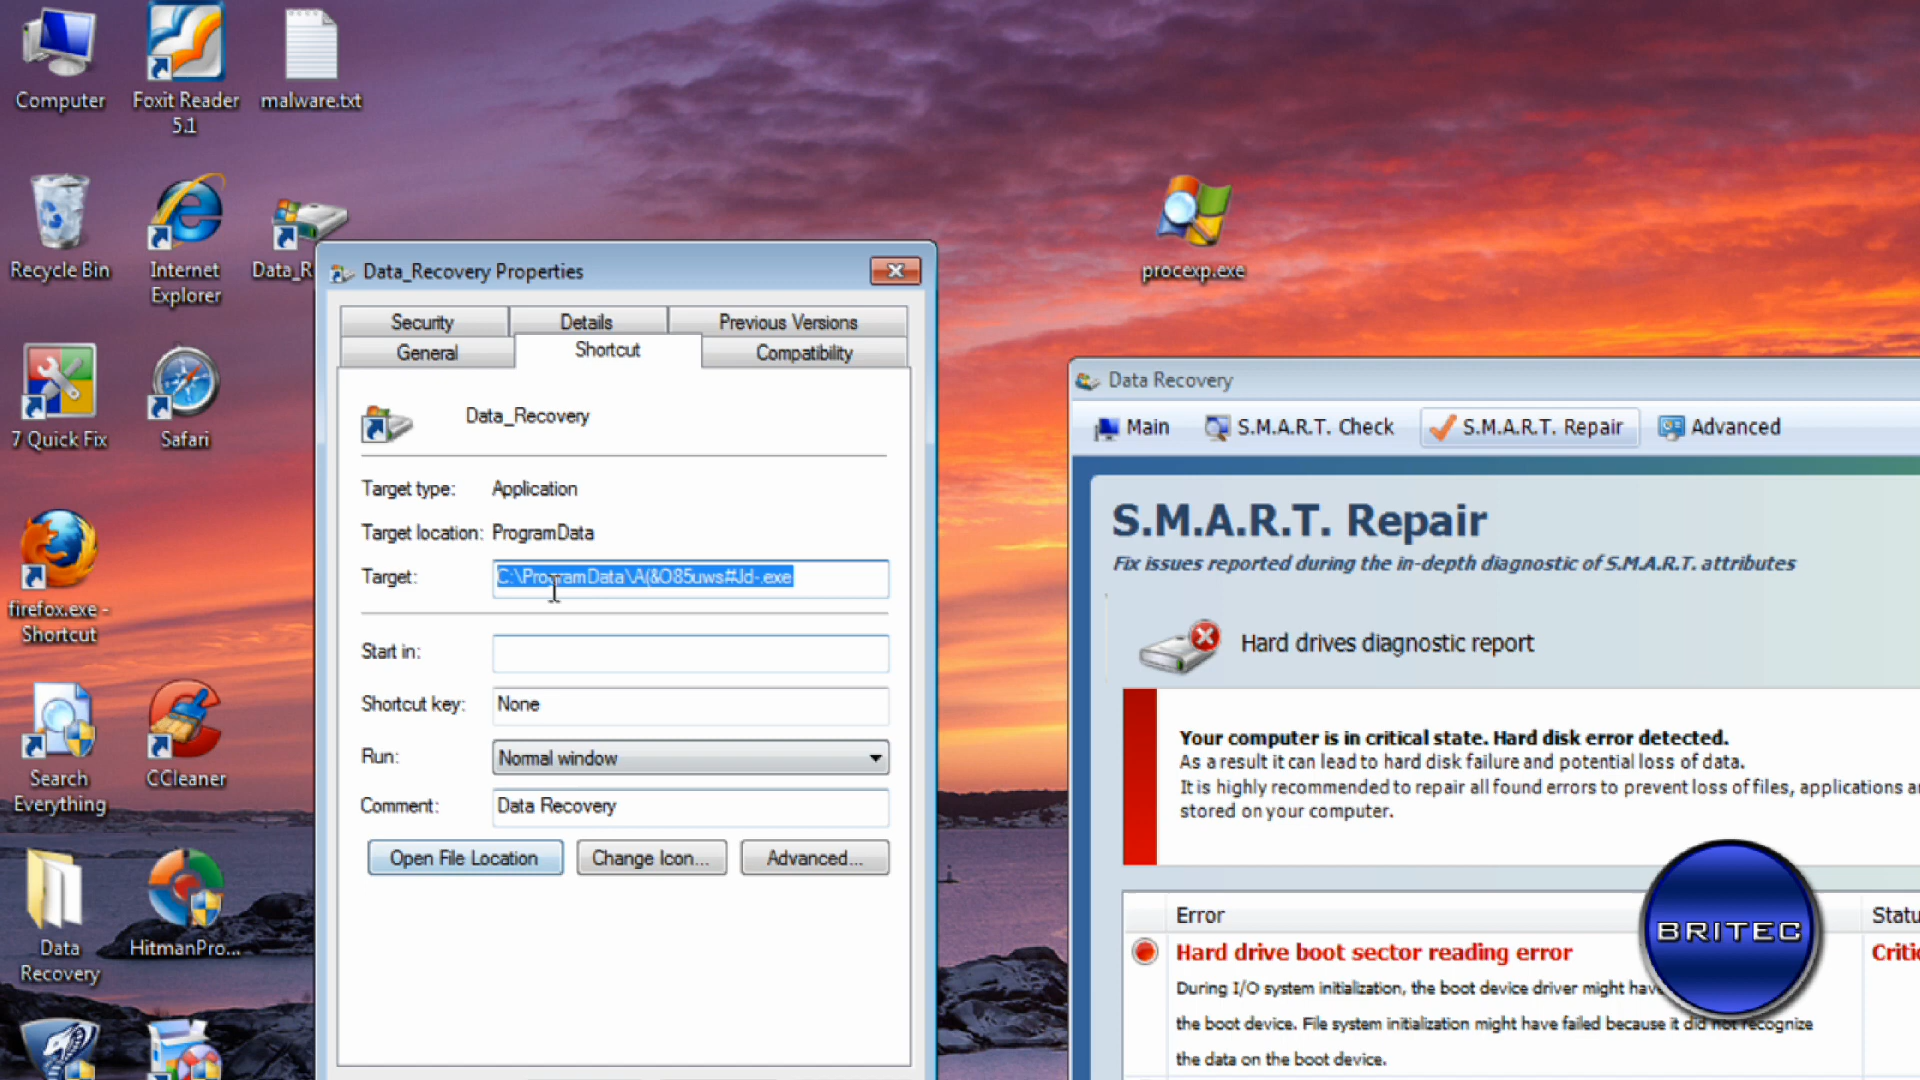 Computer
Foxit Reader
5.1
malware.txt
Recycle Bin
Internet
Explorer
Data_R
procexp.exe
7 Quick Fix
Safari
firefox.exe -
Shortcut
Search
Everything
CCleaner
Data
Recovery
HitmanPro...
Data_Recovery Properties
Security
Details
Previous Versions
General
Shortcut
Compatibility
Data_Recovery
Target type: Application
Target location: ProgramData
Target: C:\ProgramData\A(&O85uws#Jd-.exe
Start in:
Shortcut key: None
Run: Normal window
Comment: Data Recovery
Open File Location
Change Icon...
Advanced...
Data Recovery
Main
S.M.A.R.T. Check
S.M.A.R.T. Repair
Advanced
S.M.A.R.T. Repair
Fix issues reported during the in-depth diagnostic of S.M.A.R.T. attributes
Hard drives diagnostic report
Your computer is in critical state. Hard disk error detected.
As a result it can lead to hard disk failure and potential loss of data.
It is highly recommended to repair all found errors to prevent loss of files, applications
stored on your computer.
Error
Statu
Hard drive boot sector reading error
Critic
During I/O system initialization, the boot device driver might have
the boot device. File system initialization might have failed because it did not recognize
the data on the boot device.
BRITEC